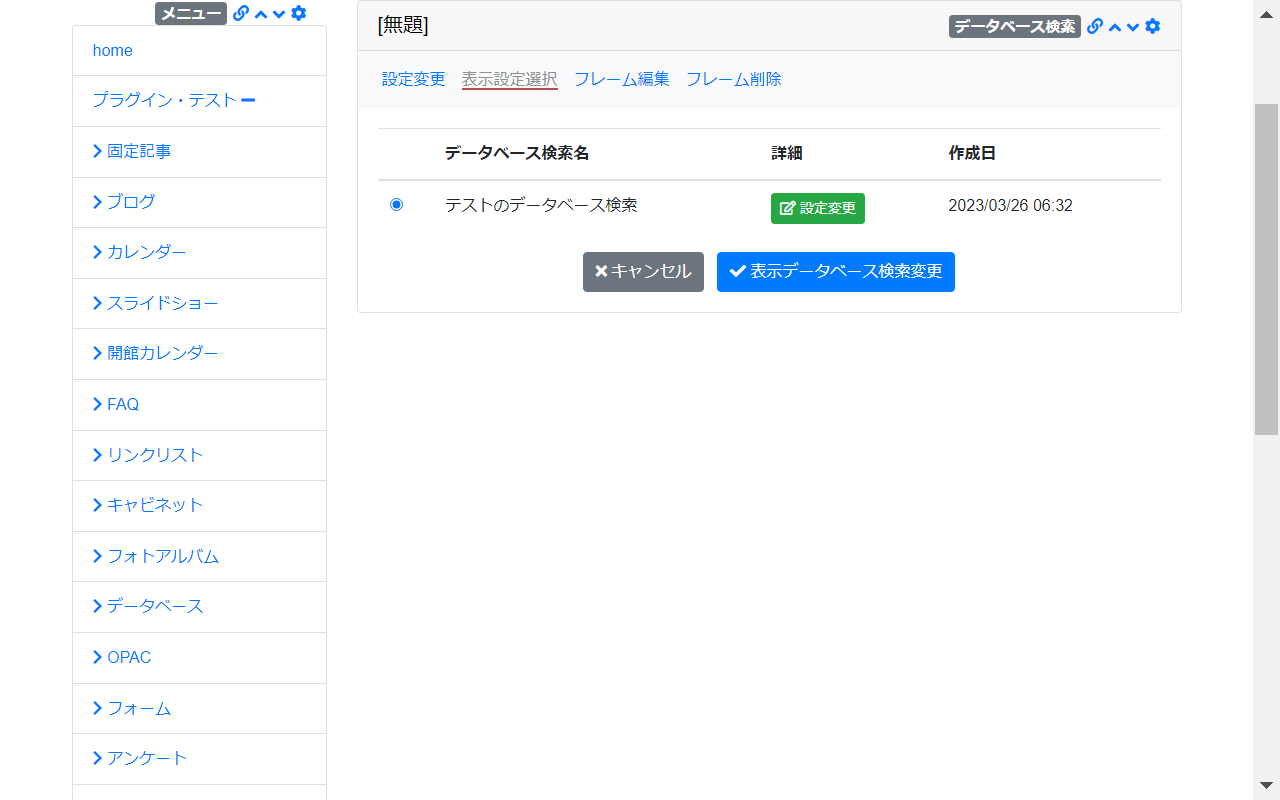 メニュー
home
プラグイン・テスト
固定記事
ブログ
カレンダー
スライドショー
開館カレンダー
FAQ
リンクリスト
キャビネット
フォトアルバム
データベース
OPAC
フォーム
アンケート
[無題]
データベース検索
設定変更 表示設定選択 フレーム編集 フレーム削除
データベース検索名 詳細 作成日
テストのデータベース検索 設定変更 2023/03/26 06:32
キャンセル 表示データベース検索変更